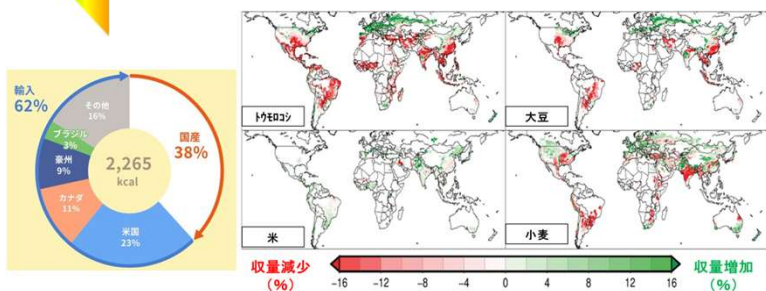 輸入
62%
その他
16%
ブラジル
3%
豪州
9%
カナダ
11%
米国
23%
国産
38%
2,265
kcal
トウモロコシ
大豆
米
小麦
収量減少
(%)
-16 -12 -8 -4 0 4 8 12 16
収量増加
(%)